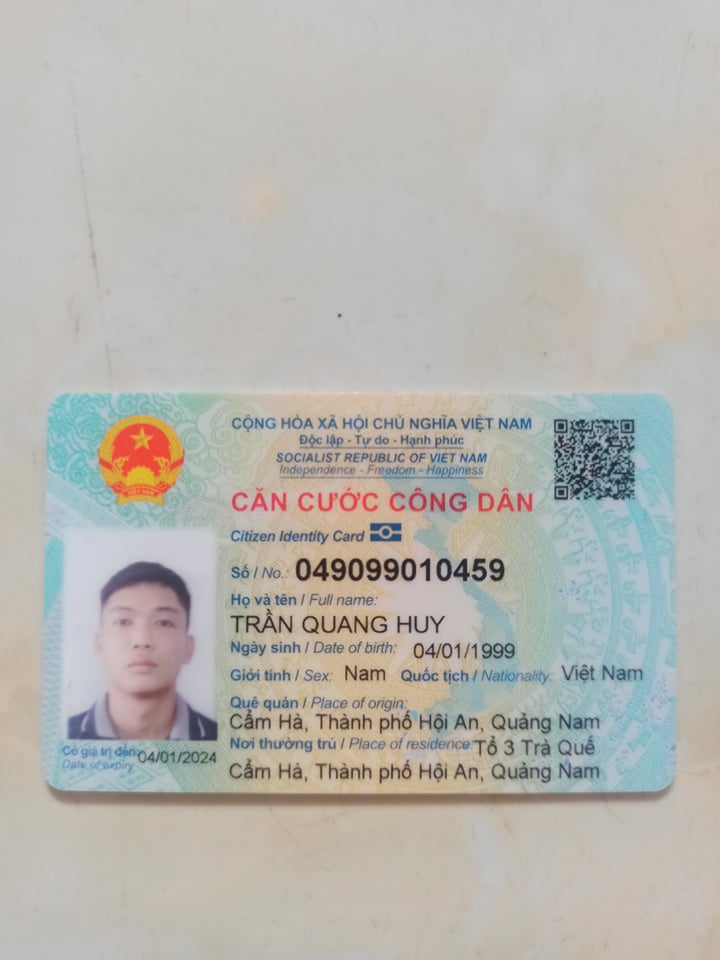 CỘNG HÒA XÃ HỘI CHỦ NGHĨA VIỆT NAM
Độc lập - Tự do - Hạnh phúc
SOCIALIST REPUBLIC OF VIET NAM
Independence - Freedom - Happiness
CĂN CƯỚC CÔNG DÂN
Citizen Identity Card
Số / No.: 049099010459
Họ và tên / Full name:
TRẦN QUANG HUY
Ngày sinh / Date of birth: 04/01/1999
Giới tính / Sex: Nam Quốc tịch / Nationality: Việt Nam
Quê quán / Place of origin:
Cẩm Hà, Thành phố Hội An, Quảng Nam
Nơi thường trú / Place of residence: Tổ 3 Trà Quế
Cẩm Hà, Thành phố Hội An, Quảng Nam
Có giá trị đến: 04/01/2024
Date of expiry
VIỆT NAM